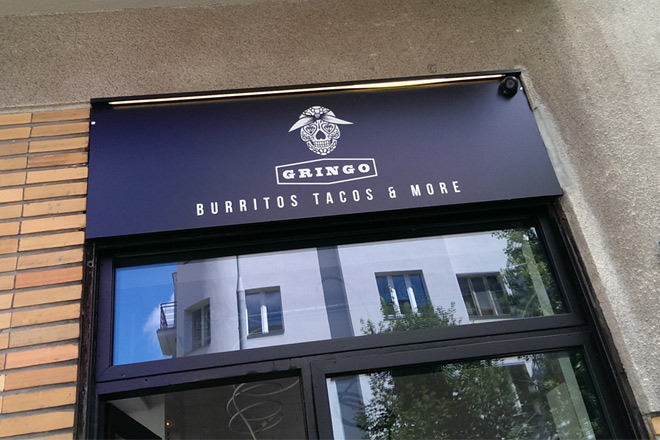 GRINGO
BURRITOS TACOS & MORE